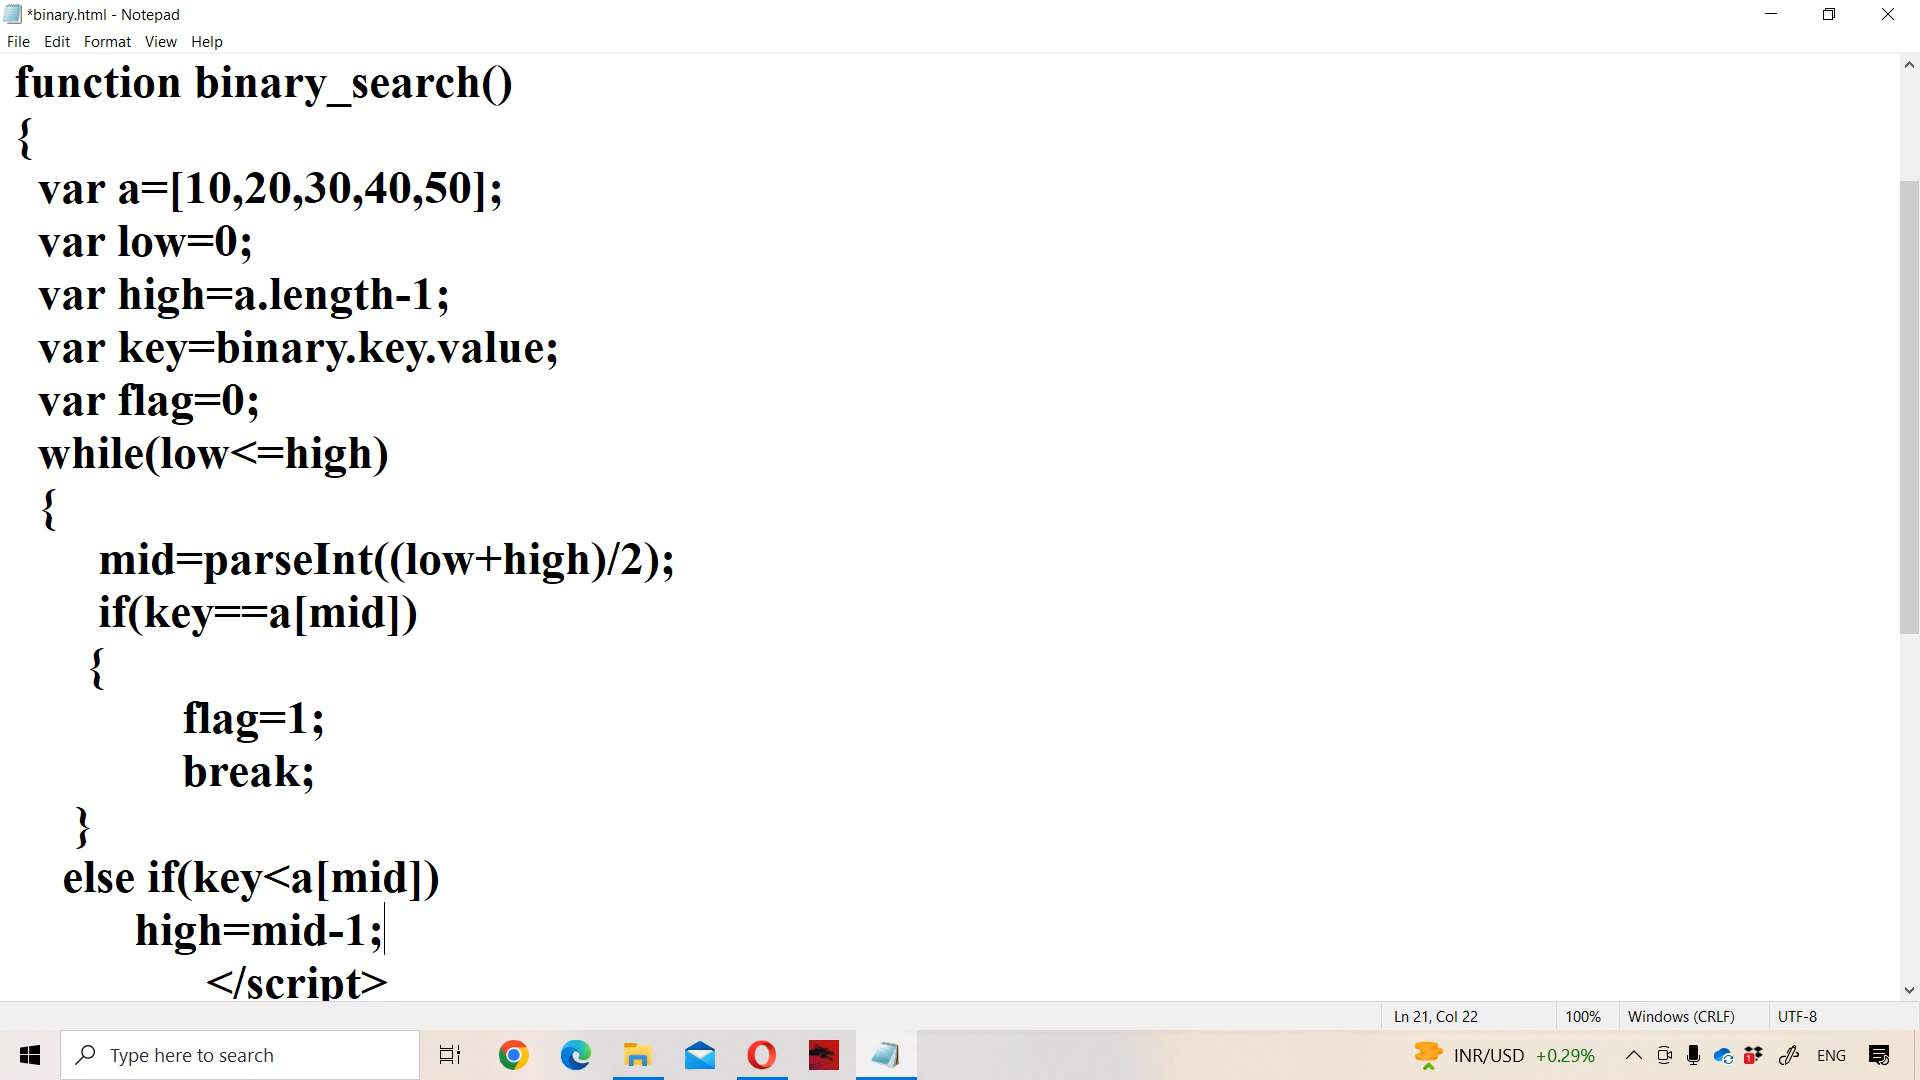 *binary.html - Notepad
File Edit Format View Help
function binary_search()
{
var a=[10,20,30,40,50];
var low=0;
var high=a.length-1;
var key=binary.key.value;
var flag=0;
while(low<=high)
{
mid=parseInt((low+high)/2);
if(key==a[mid])
{
flag=1;
break;
}
else if(key<a[mid])
high=mid-1;
</script>
Ln 21, Col 22 100% Windows (CRLF) UTF-8
Type here to search INR/USD +0.29% 1 ENG